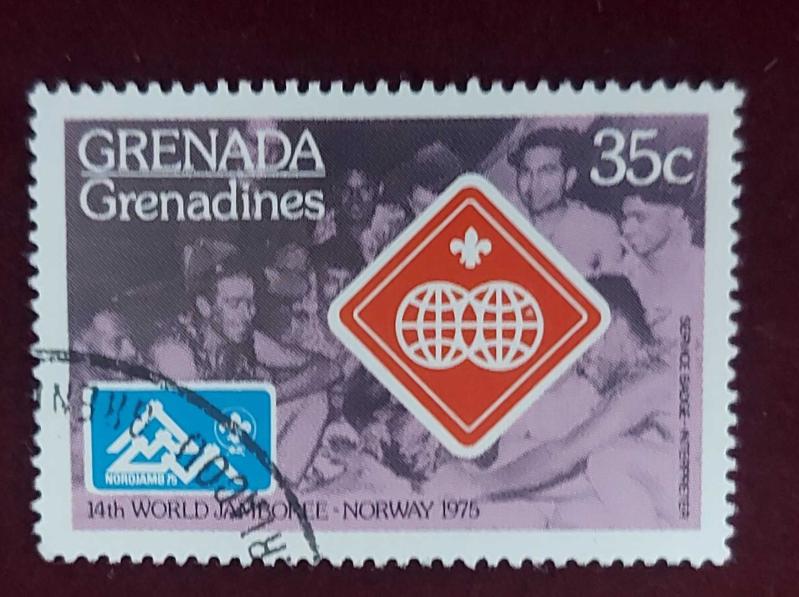 GRENADA
Grenadines
35c
SERVICE BADGE - INTERPRETER
NORDJAMB 75
14th WORLD JAMBOREE - NORWAY 1975